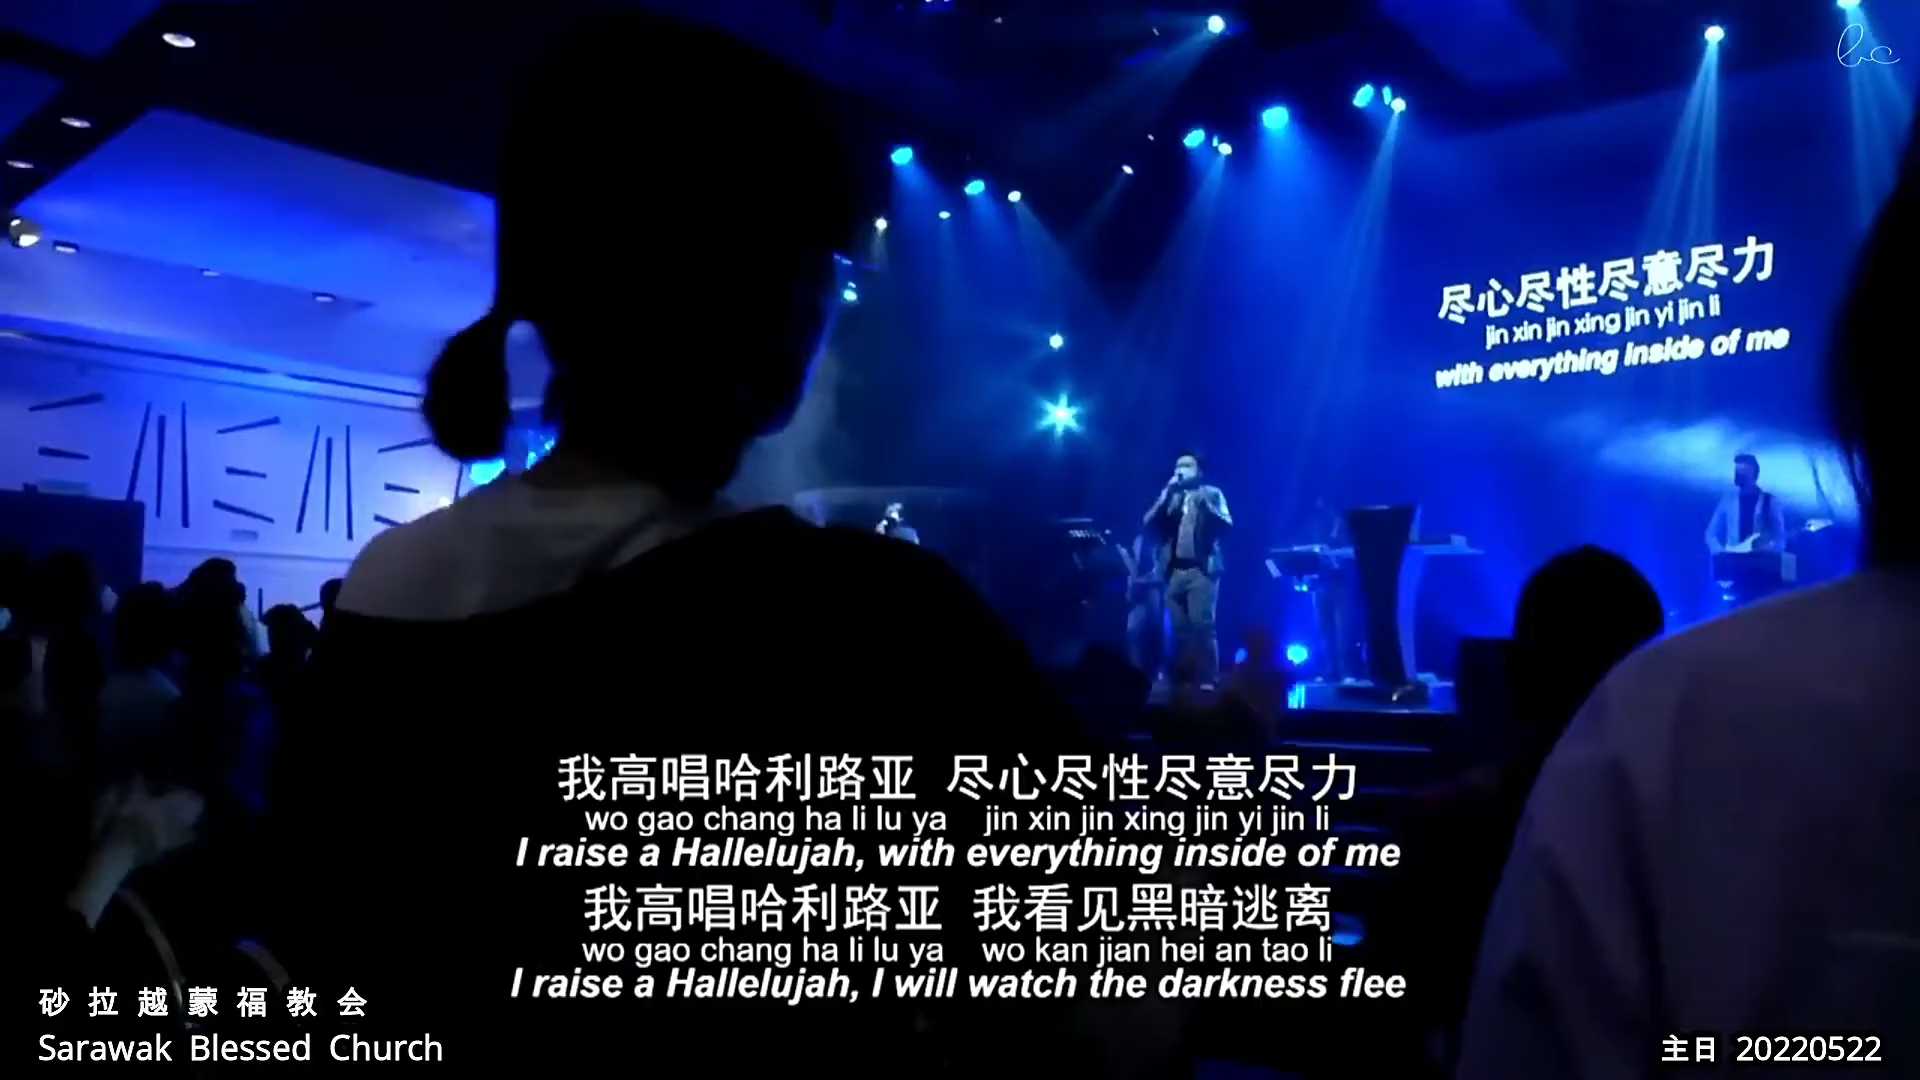 尽心尽性尽意尽力
jin xin jin xing jin yi jin li
with everything inside of me
我高唱哈利路亚 尽心尽性尽意尽力
wo gao chang ha li lu ya jin xin jin xing jin yi jin li
I raise a Hallelujah, with everything inside of me
我高唱哈利路亚 我看见黑暗逃离
wo gao chang ha li lu ya wo kan jian hei an tao li
I raise a Hallelujah, I will watch the darkness flee
砂拉越蒙福教会
Sarawak Blessed Church
主日 20220522